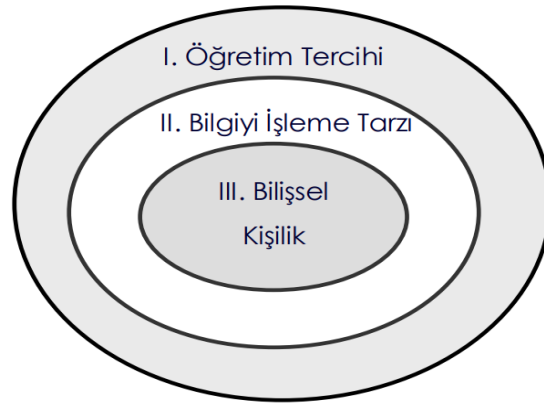 I. Öğretim Tercihi
II. Bilgiyi İşleme Tarzı
III. Bilişsel
Kişilik